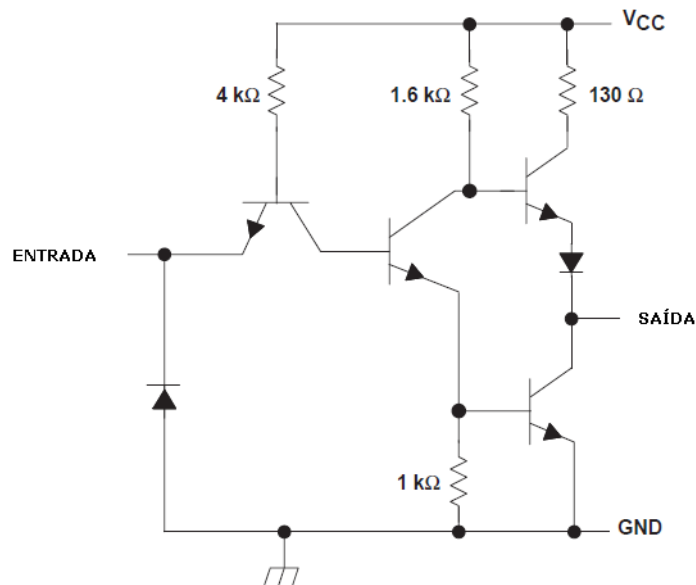 VCC
4 kΩ
1.6 kΩ
130 Ω
ENTRADA
SAÍDA
1 kΩ
GND